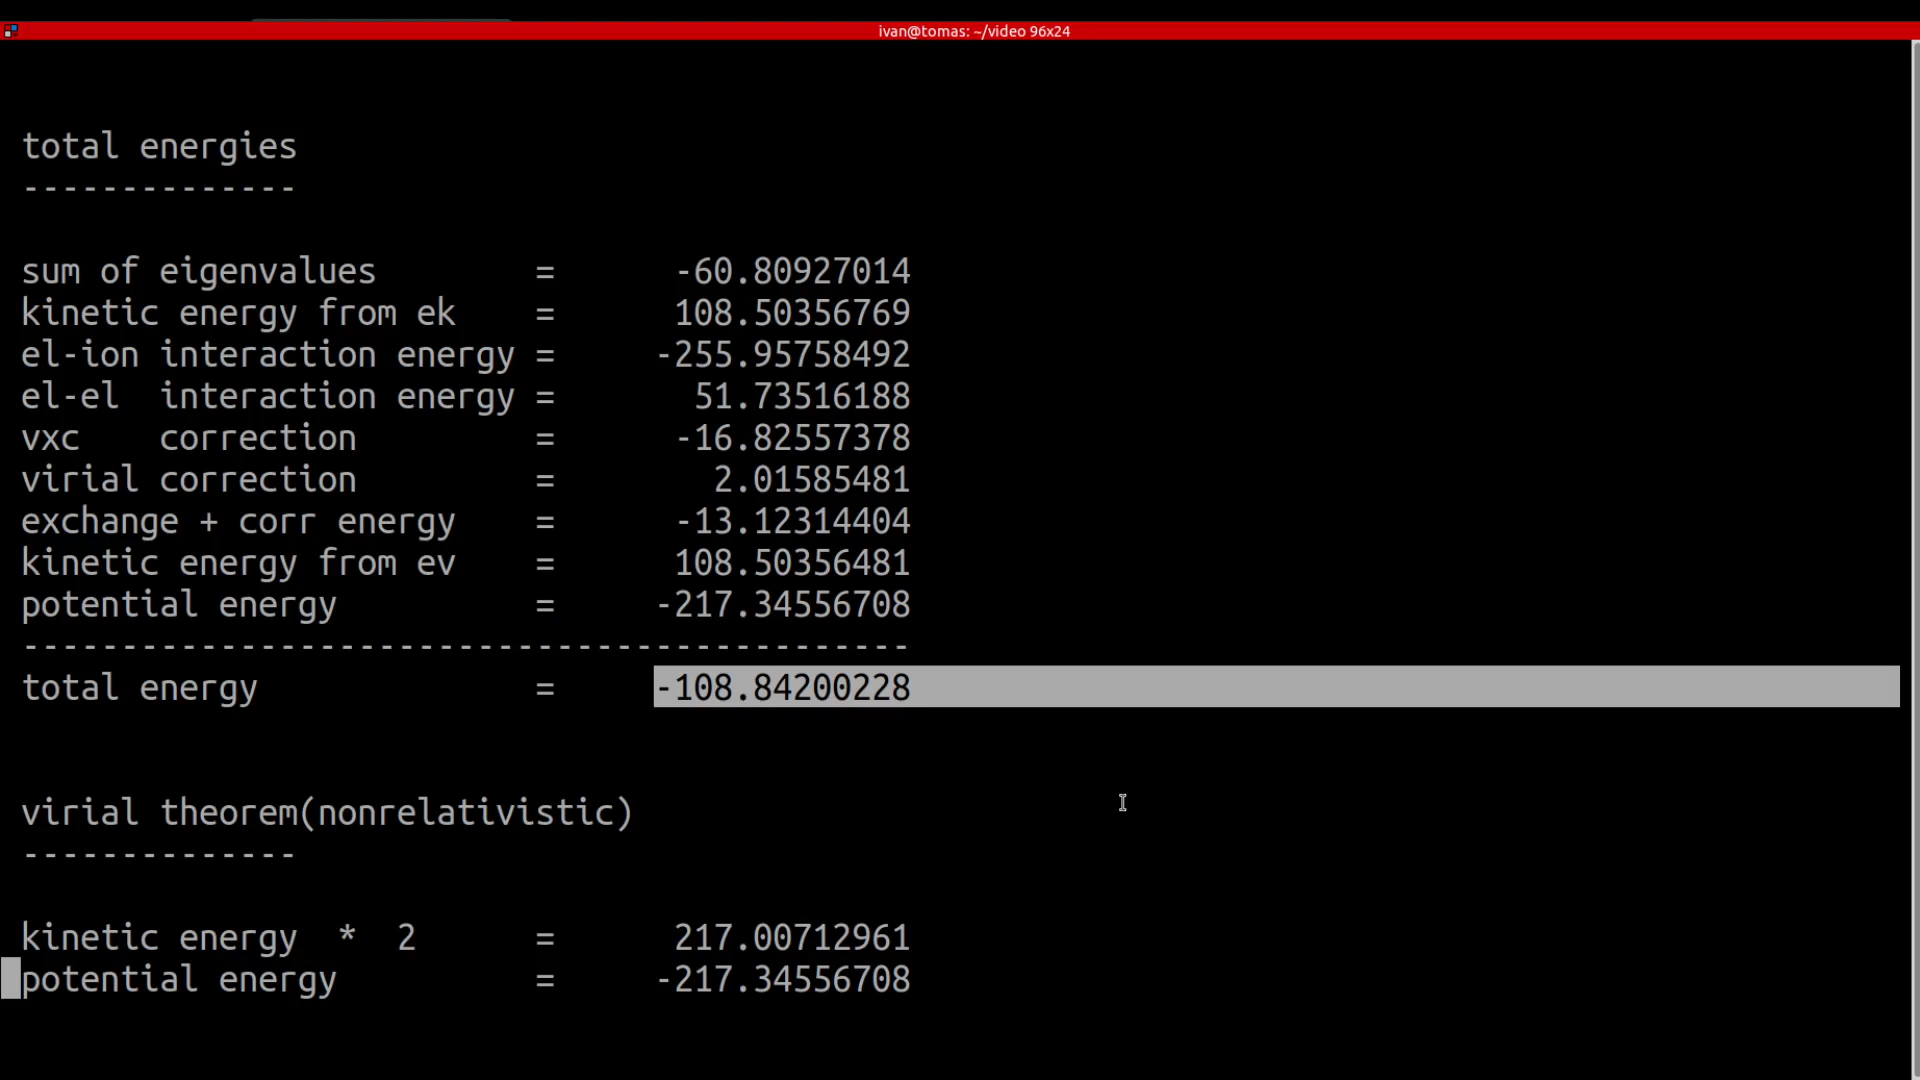 ivan@tomas: ~/video 96x24
total energies
--------------
sum of eigenvalues        =      -60.80927014
kinetic energy from ek    =      108.50356769
el-ion interaction energy =     -255.95758492
el-el  interaction energy =       51.73516188
vxc    correction         =      -16.82557378
virial correction         =        2.01585481
exchange + corr energy    =      -13.12314404
kinetic energy from ev    =      108.50356481
potential energy          =     -217.34556708
---------------------------------------------
total energy              =     -108.84200228
virial theorem(nonrelativistic)
--------------
kinetic energy  *  2      =      217.00712961
potential energy          =     -217.34556708